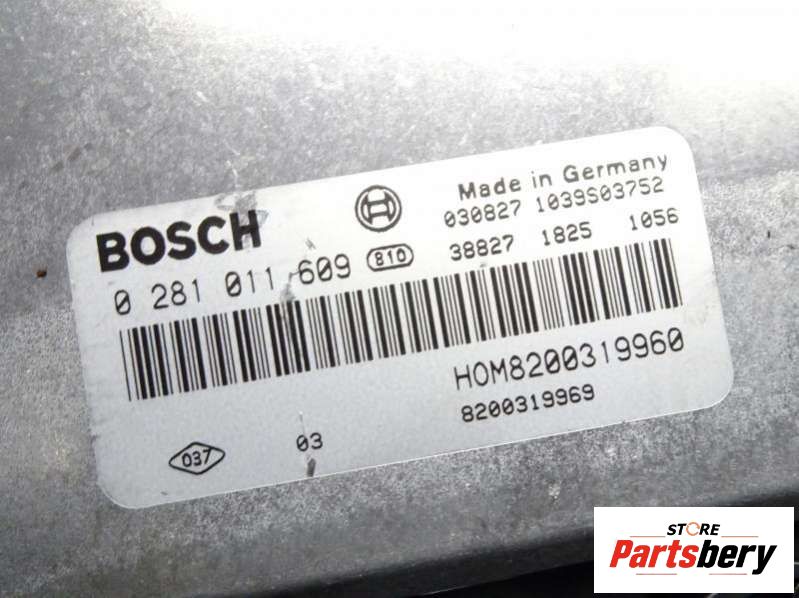 BOSCH
Made in Germany
030827 1039S03752
0 281 011 609 810 38827 1825 1056
HOM8200319960
8200319969
037 03
STORE
Partsbery